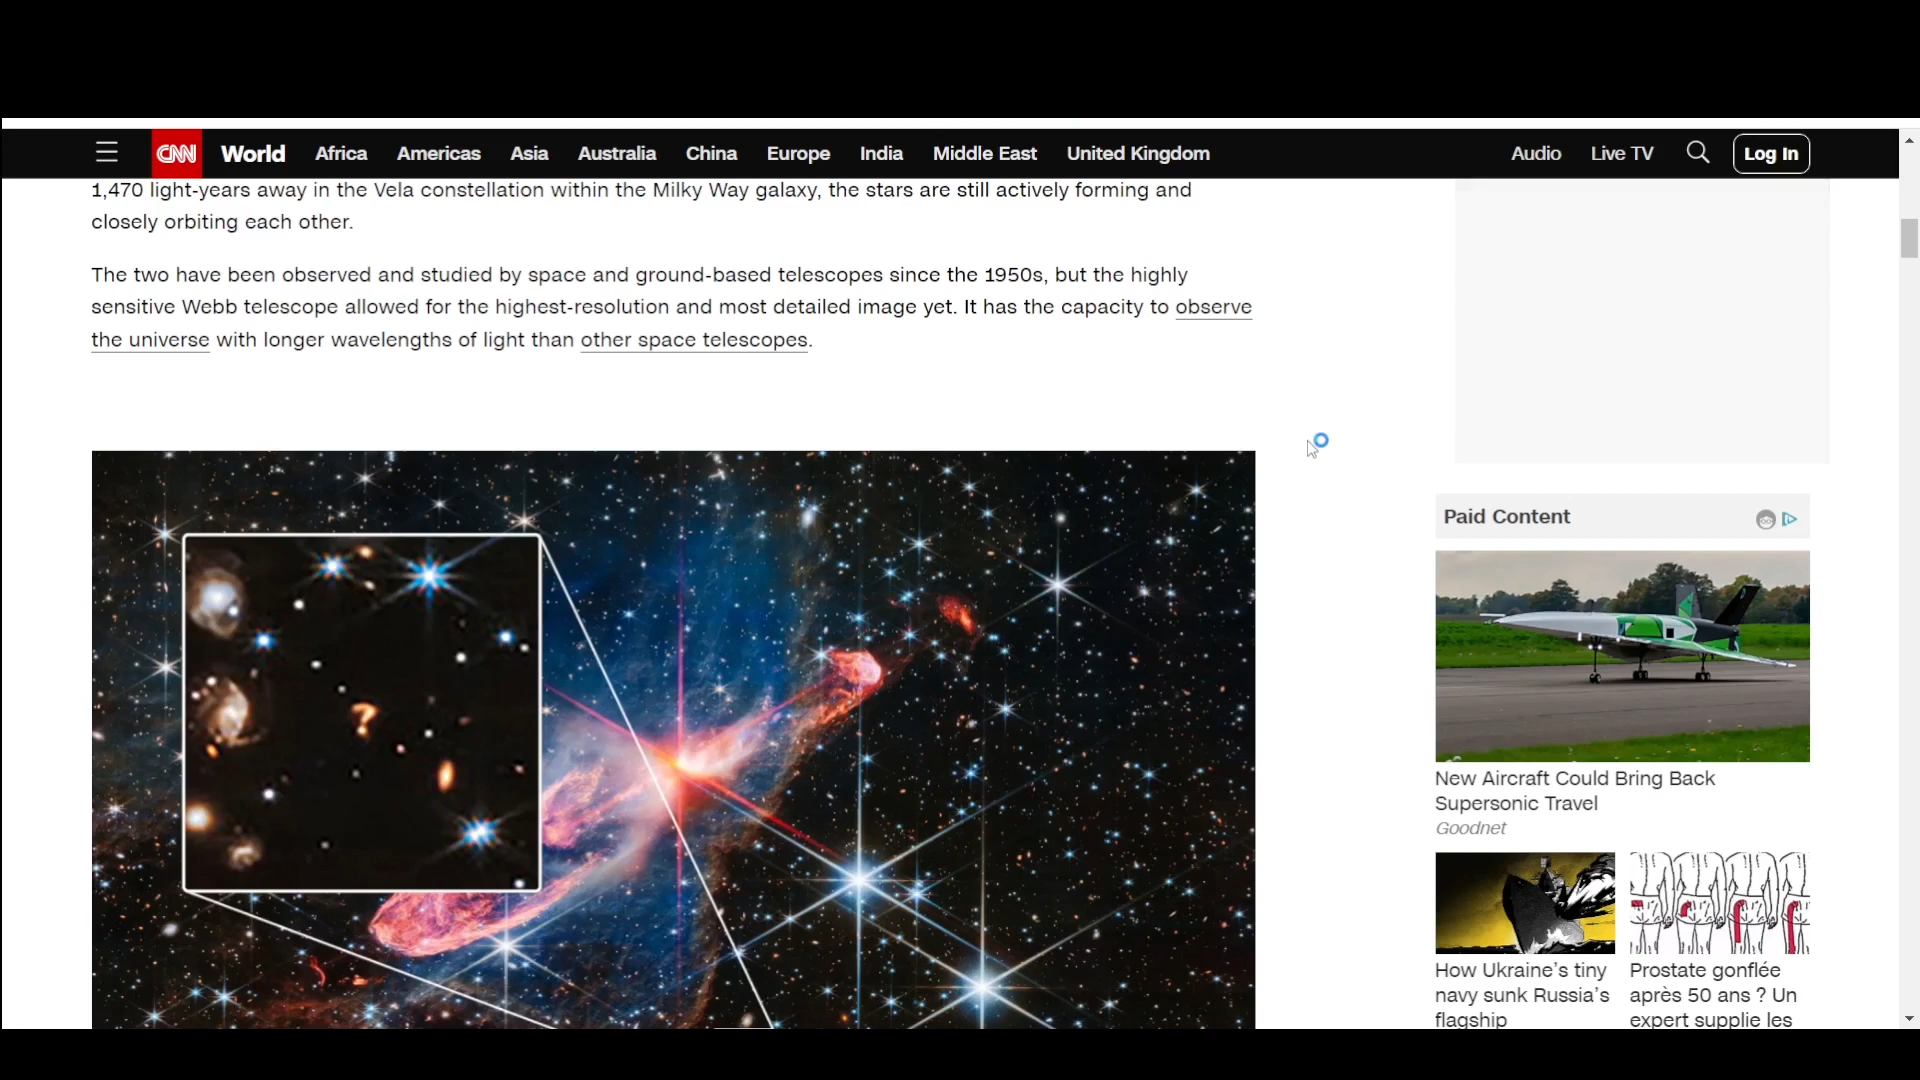 CNN World Africa Americas Asia Australia China Europe India Middle East United Kingdom Audio Live TV Log In
1,470 light-years away in the Vela constellation within the Milky Way galaxy, the stars are still actively forming and
closely orbiting each other.
The two have been observed and studied by space and ground-based telescopes since the 1950s, but the highly
sensitive Webb telescope allowed for the highest-resolution and most detailed image yet. It has the capacity to observe
the universe with longer wavelengths of light than other space telescopes.
Paid Content
New Aircraft Could Bring Back
Supersonic Travel
Goodnet
How Ukraine's tiny
navy sunk Russia's
flagship
Prostate gonflée
après 50 ans ? Un
expert supplie les